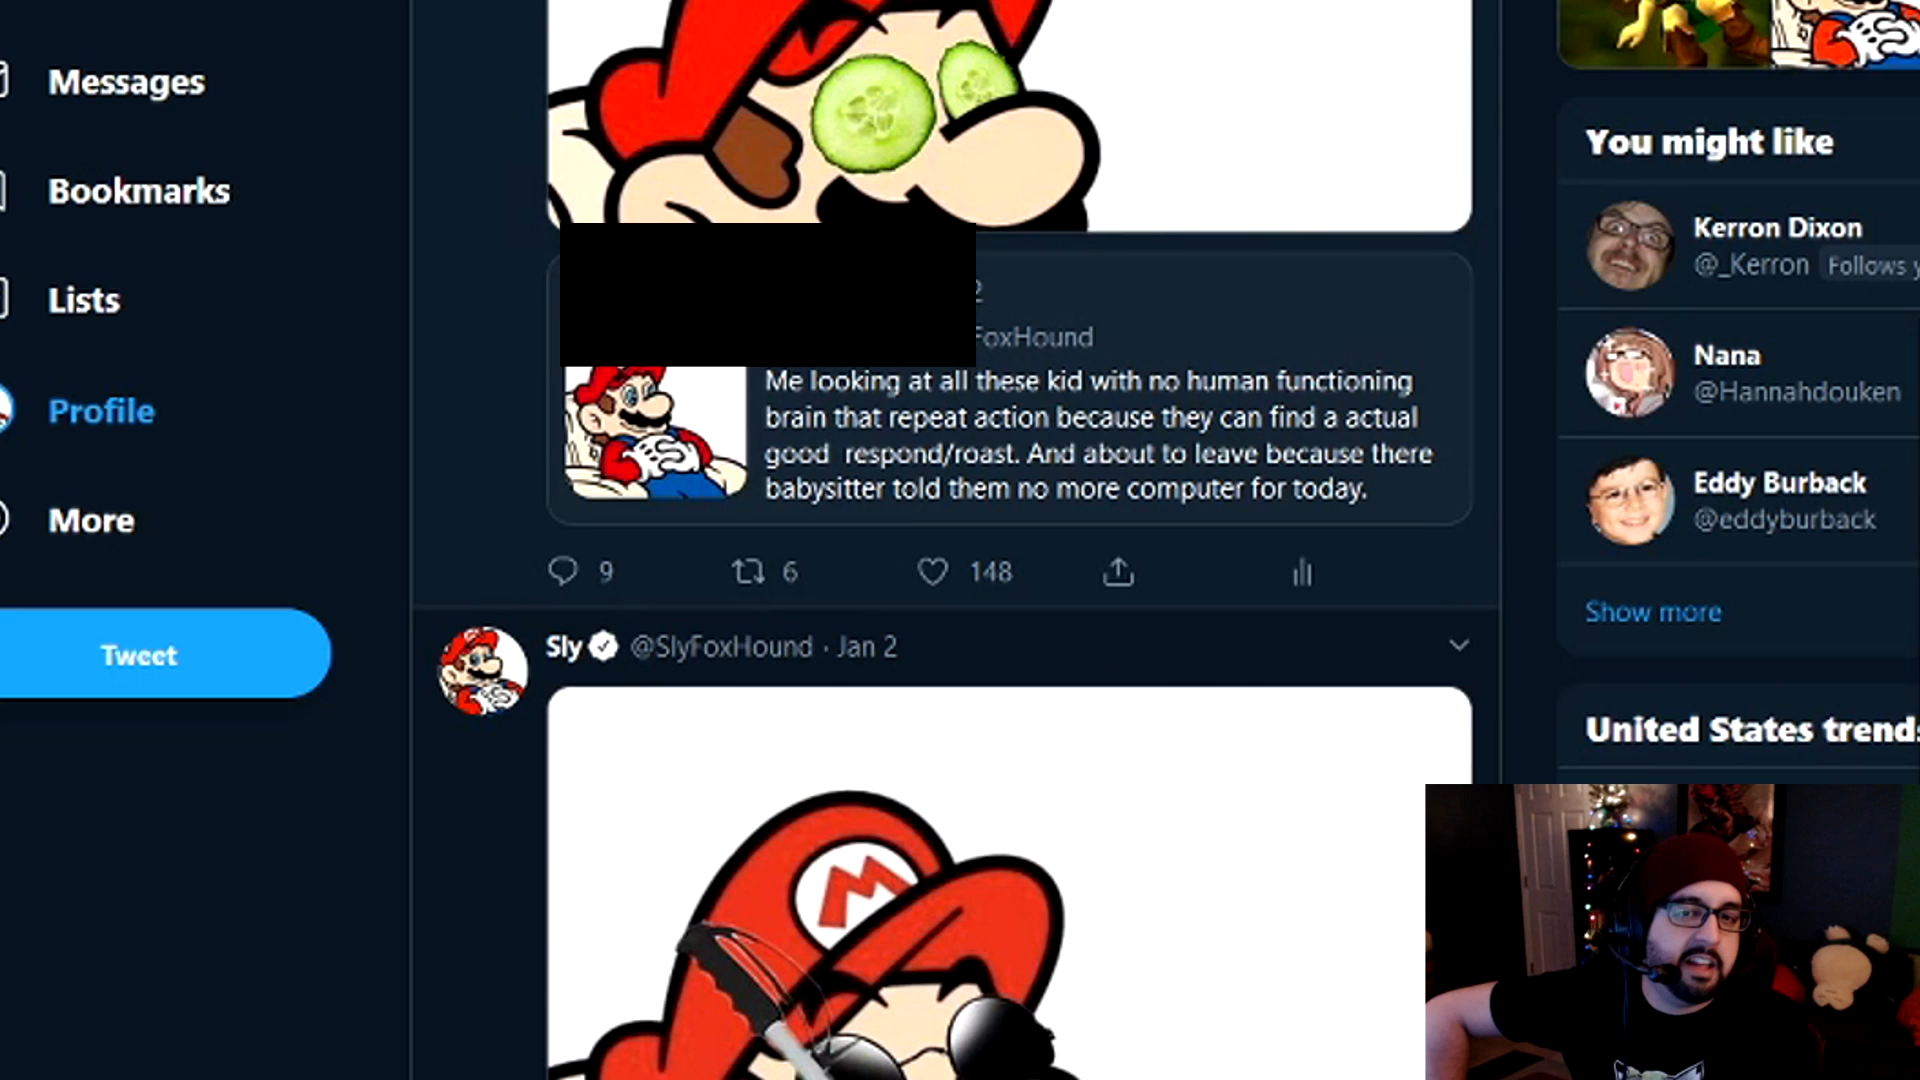 Messages
Bookmarks
Lists
Profile
More
Tweet
FoxHound
Me looking at all these kid with no human functioning
brain that repeat action because they can find a actual
good respond/roast. And about to leave because there
babysitter told them no more computer for today.
9
6
148
Sly @SlyFoxHound · Jan 2
M
You might like
Kerron Dixon
@_Kerron Follows y
Nana
@Hannahdouken
Eddy Burback
@eddyburback
Show more
United States trends